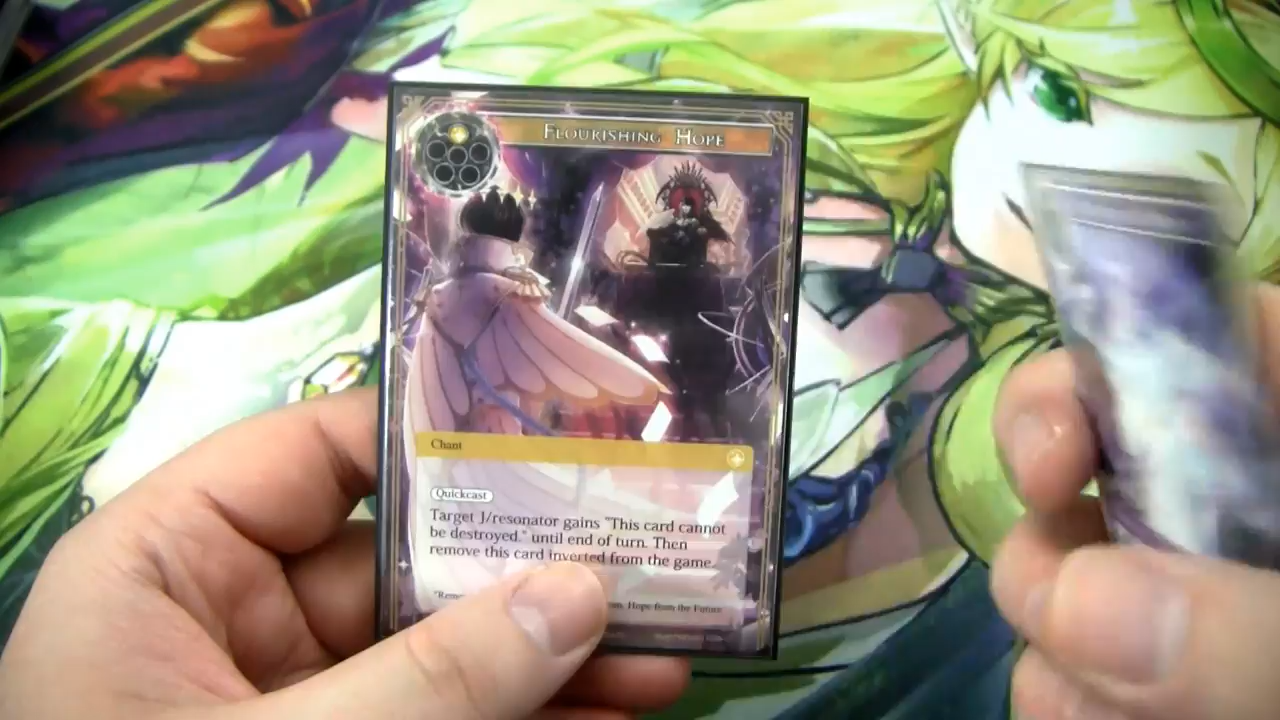 Flourishing Hope
Chant
Quickcast
Target J/resonator gains "This card cannot
be destroyed." until end of turn. Then
remove this card inverted from the game.
Hope from the Future